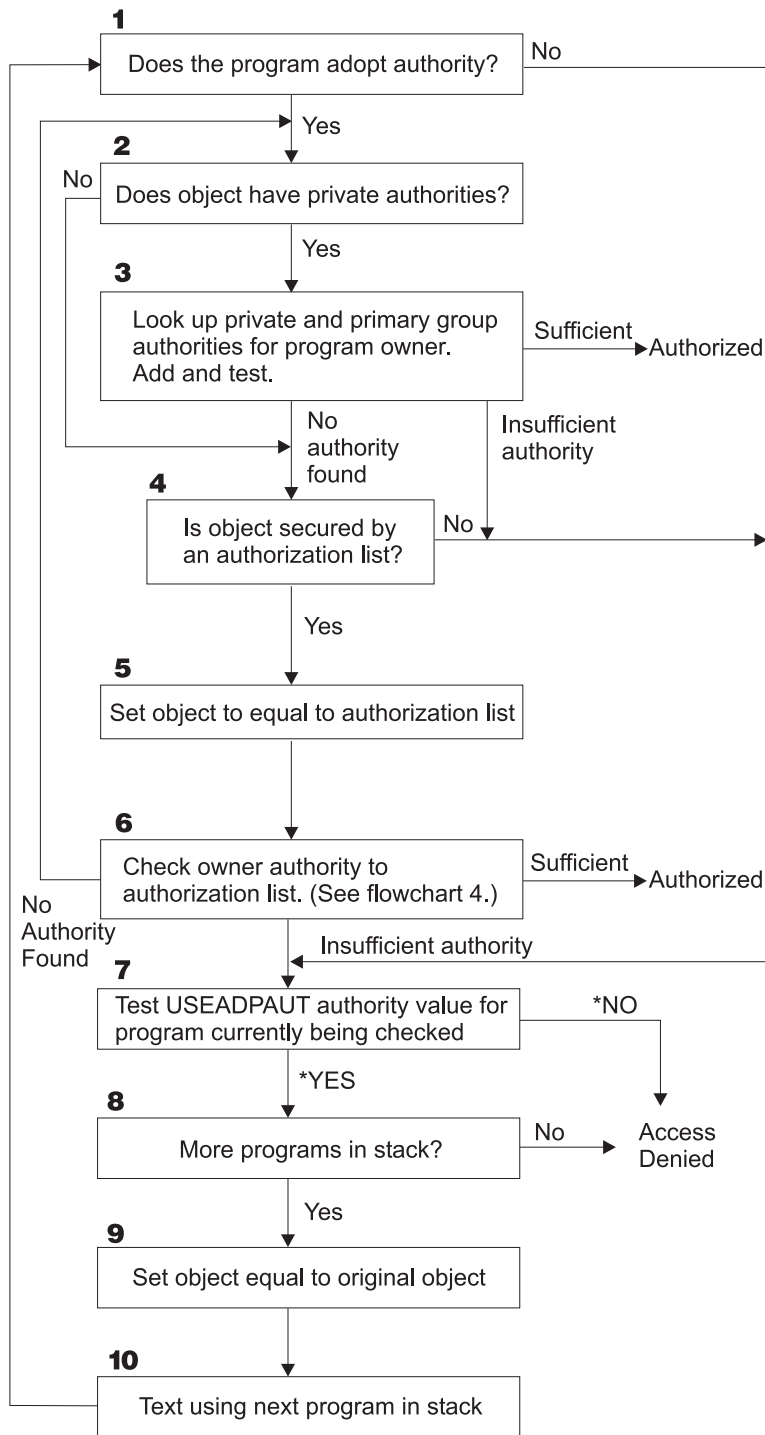 1
Does the program adopt authority?
No
Yes
2
No
Does object have private authorities?
Yes
3
Look up private and primary group
authorities for program owner.
Add and test.
Sufficient
Authorized
No
authority
found
Insufficient
authority
4
Is object secured by
an authorization list?
No
Yes
5
Set object to equal to authorization list
6
Check owner authority to
authorization list. (See flowchart 4.)
Sufficient
Authorized
No
Authority
Found
Insufficient authority
7
Test USEADPAUT authority value for
program currently being checked
*NO
*YES
8
More programs in stack?
No
Access
Denied
Yes
9
Set object equal to original object
10
Text using next program in stack